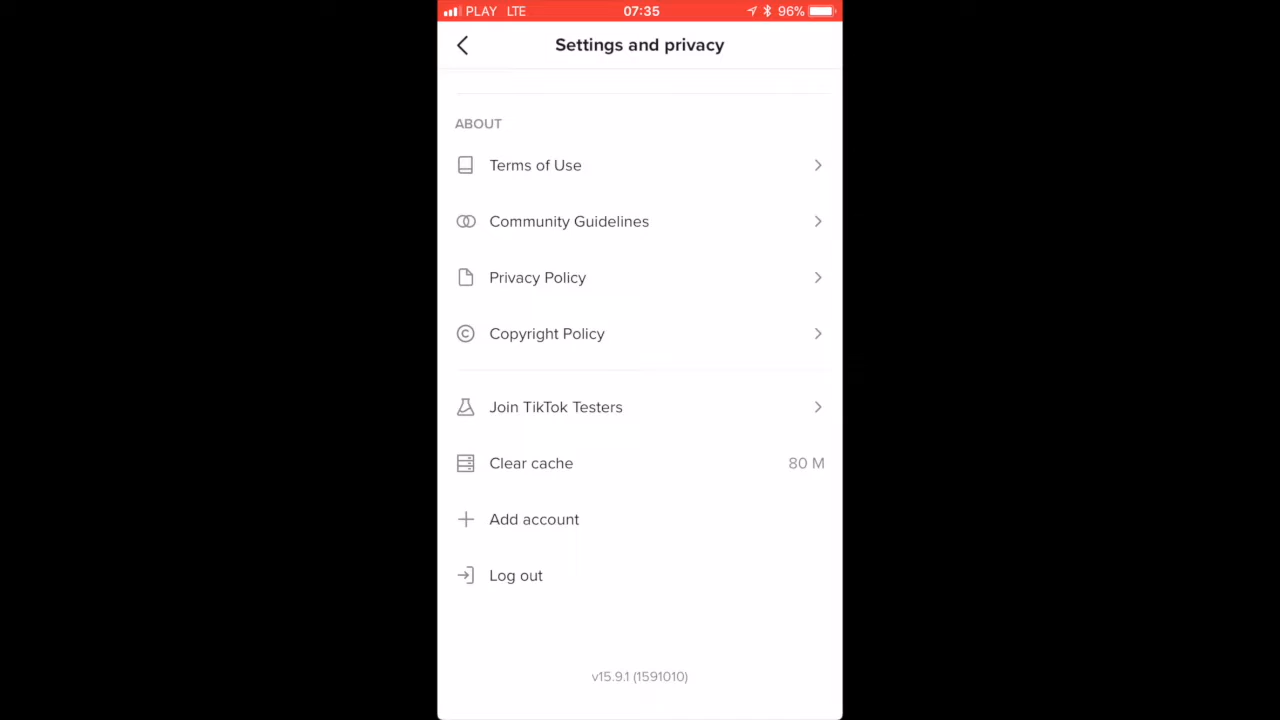 PLAY LTE 07:35 96%
Settings and privacy
ABOUT
Terms of Use
Community Guidelines
Privacy Policy
Copyright Policy
Join TikTok Testers
Clear cache 80 M
Add account
Log out
v15.9.1 (1591010)